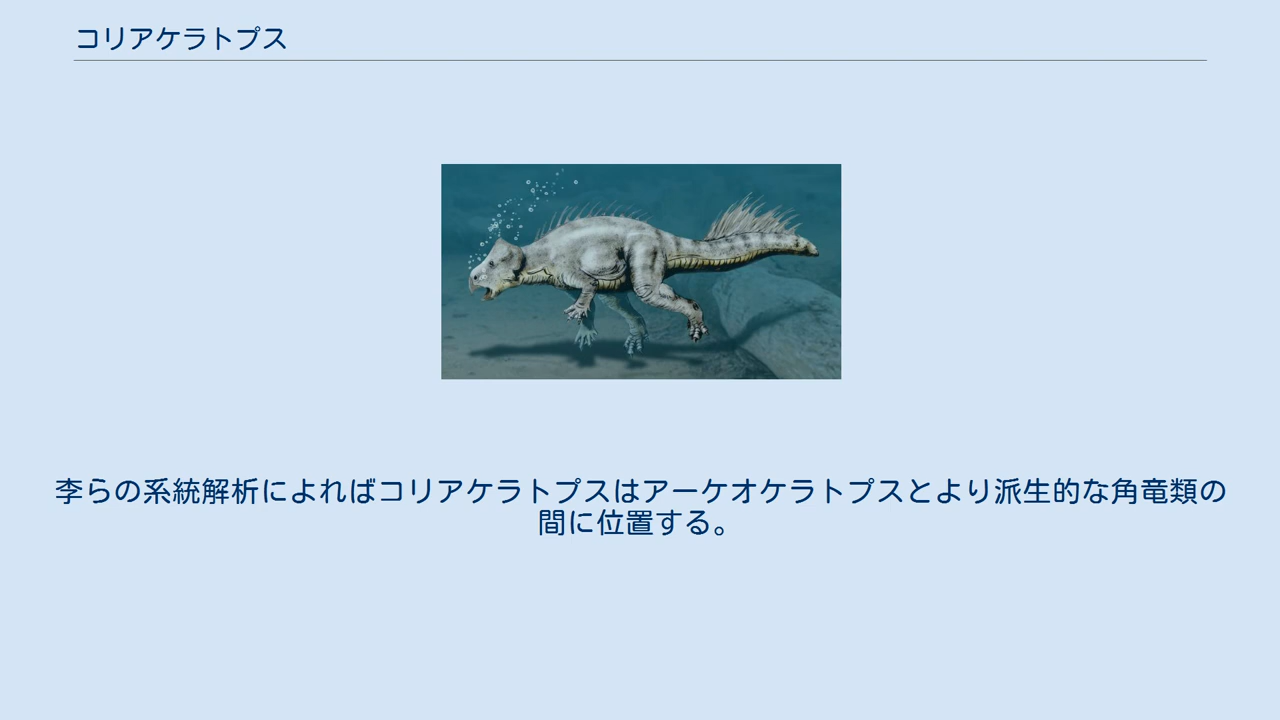 コリアケラトプス
李らの系統解析によればコリアケラトプスはアーケオケラトプスとより派生的な角竜類の
間に位置する。